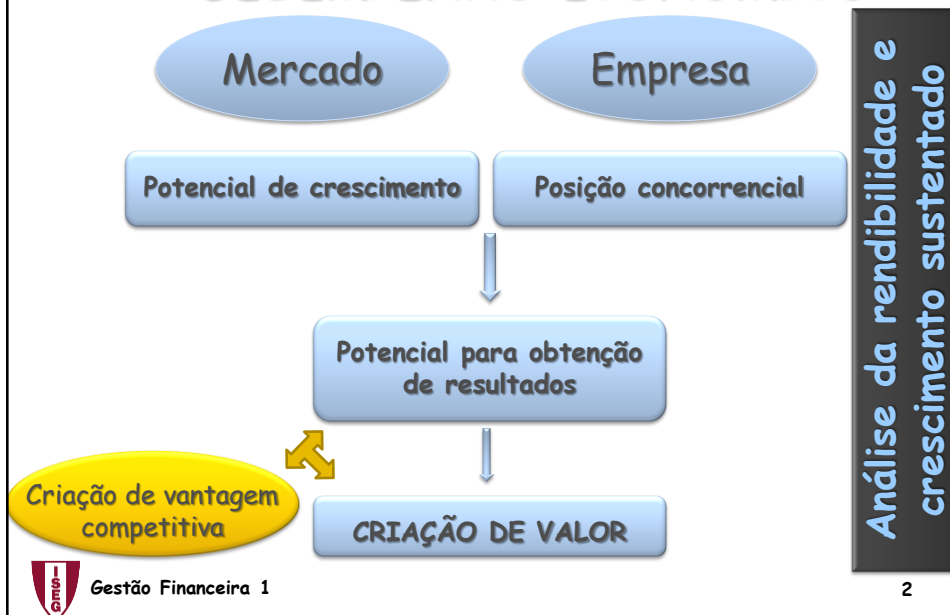 Mercado
Empresa
Potencial de crescimento
Posição concorrencial
Potencial para obtenção
de resultados
Criação de vantagem
competitiva
CRIAÇÃO DE VALOR
Análise da rendibilidade e
crescimento sustentado
ISEG
Gestão Financeira 1
2